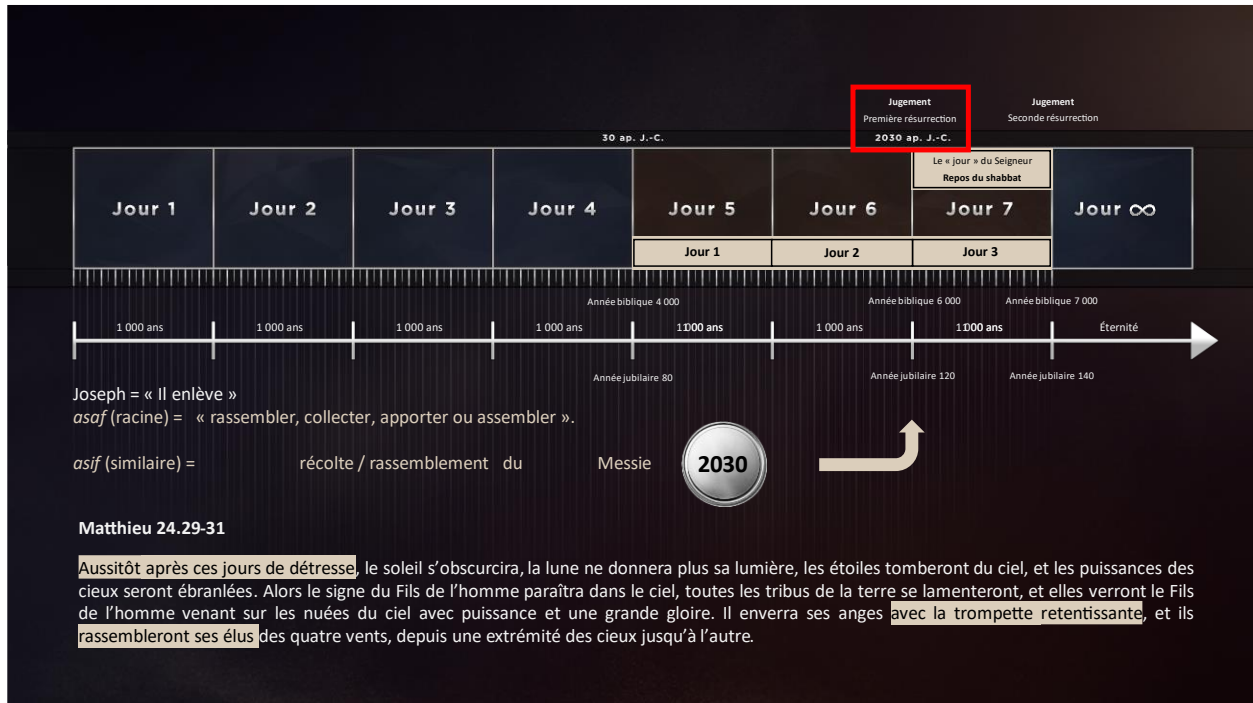 Jugement
Jugement
Première résurrection
Seconde résurrection
30 ap. J.-C.
2030 ap. J.-C.
Le « jour » du Seigneur
Repos du shabbat
Jour 1
Jour 2
Jour 3
Jour 4
Jour 5
Jour 6
Jour 7
Jour ∞
Jour 1
Jour 2
Jour 3
Année biblique 4 000
Année biblique 6 000
Année biblique 7 000
1 000 ans
1 000 ans
1 000 ans
1 000 ans
1 000 ans
1 000 ans
1 000 ans
Éternité
Année jubilaire 80
Année jubilaire 120
Année jubilaire 140
Joseph = « Il enlève »
asaf (racine) = « rassembler, collecter, apporter ou assembler ».
asif (similaire) = récolte / rassemblement du Messie
2030
Matthieu 24.29-31
Aussitôt après ces jours de détresse, le soleil s’obscurcira, la lune ne donnera plus sa lumière, les étoiles tomberont du ciel, et les puissances des
cieux seront ébranlées. Alors le signe du Fils de l’homme paraîtra dans le ciel, toutes les tribus de la terre se lamenteront, et elles verront le Fils
de l’homme venant sur les nuées du ciel avec puissance et une grande gloire. Il enverra ses anges avec la trompette retentissante, et ils
rassembleront ses élus des quatre vents, depuis une extrémité des cieux jusqu’à l’autre.